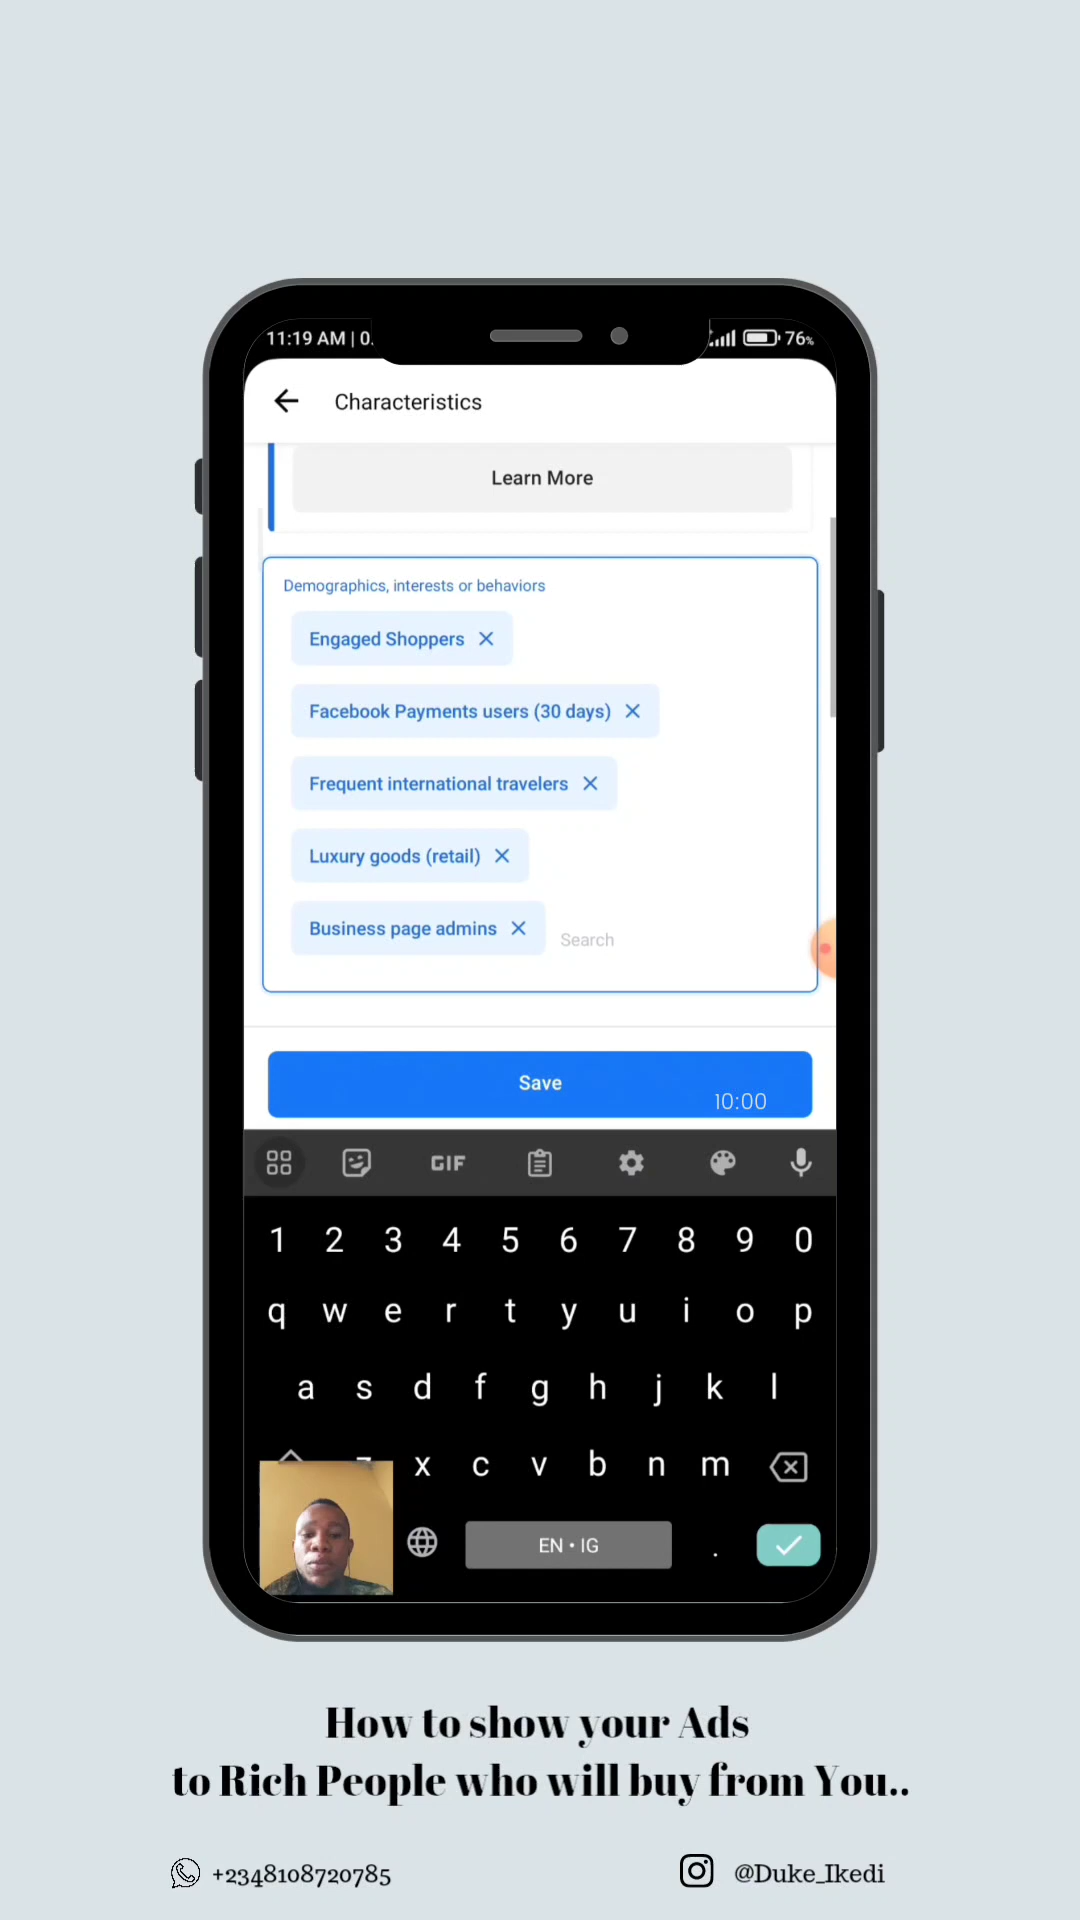 11:19 AM | 0.
76%
Characteristics
Learn More
Demographics, interests or behaviors
Engaged Shoppers
Facebook Payments users (30 days)
Frequent international travelers
Luxury goods (retail)
Business page admins
Search
Save
10:00
GIF
1 2 3 4 5 6 7 8 9 0
q w e r t y u i o p
a s d f g h j k l
x c v b n m
EN • IG .
How to show your Ads
to Rich People who will buy from You..
+2348108720785
@Duke_Ikedi